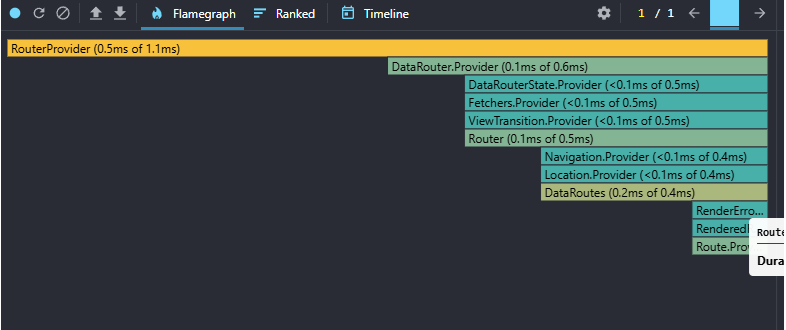 Flamegraph Ranked Timeline 1 / 1
RouterProvider (0.5ms of 1.1ms)
DataRouter.Provider (0.1ms of 0.6ms)
DataRouterState.Provider (<0.1ms of 0.5ms)
Fetchers.Provider (<0.1ms of 0.5ms)
ViewTransition.Provider (<0.1ms of 0.5ms)
Router (0.1ms of 0.5ms)
Navigation.Provider (<0.1ms of 0.4ms)
Location.Provider (<0.1ms of 0.4ms)
DataRoutes (0.2ms of 0.4ms)
RenderErro...
Rendered
Route.Prov
Route
Dura